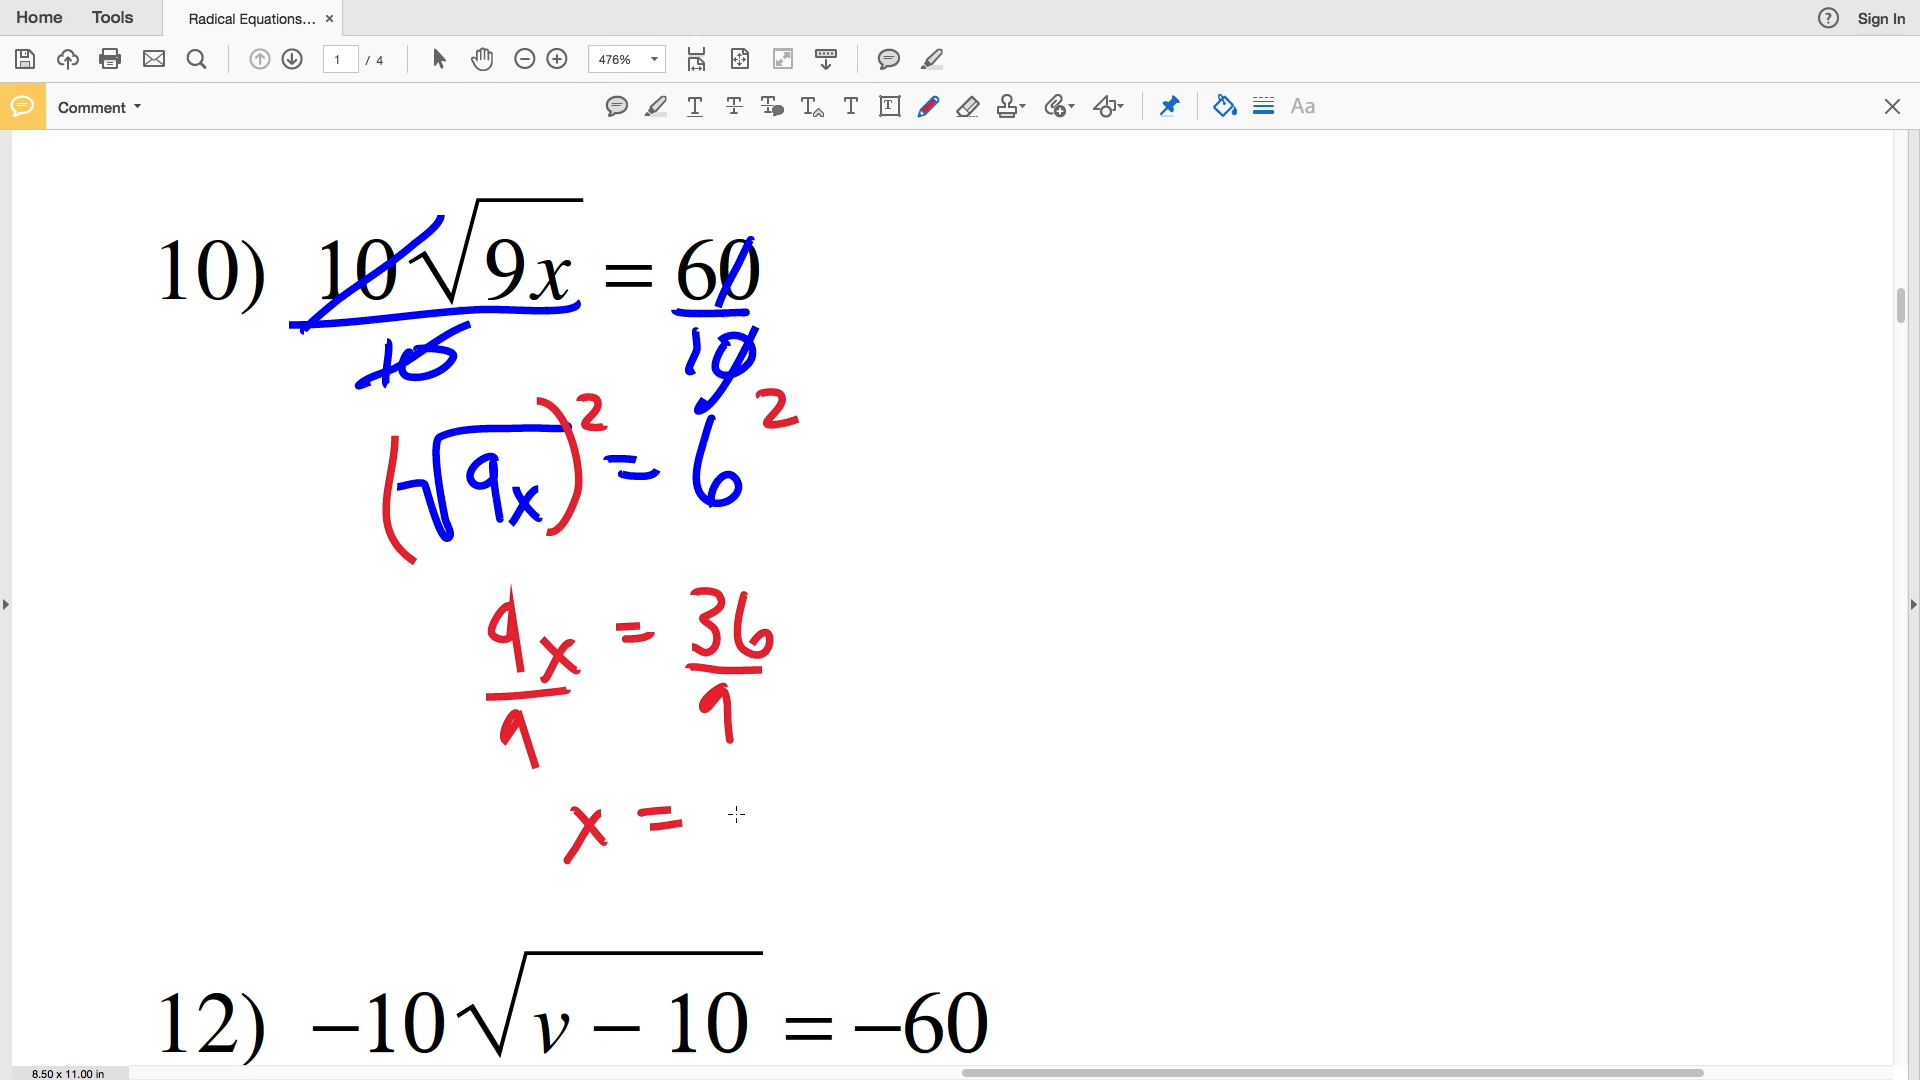 Home Tools Radical Equations... × ? Sign In
1 / 4 476%
Comment T T T T T T Aa
10) 10√9x = 60
10 10
(√9x)² = 6²
9x = 36
9 9
x =
12) −10√v − 10 = −60
8.50 x 11.00 in